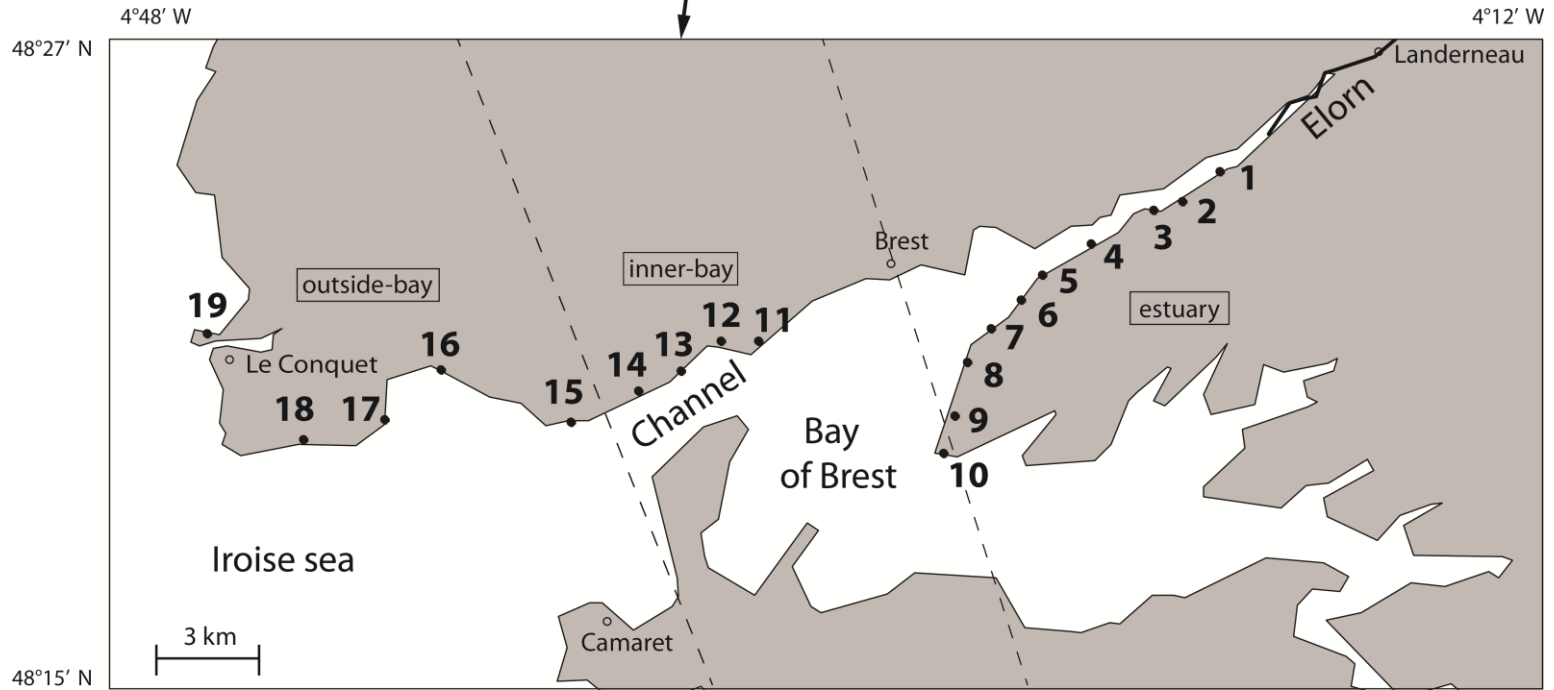 4°48′ W
4°12′ W
48°27′ N
Landerneau
Elorn
1
2
3
4
5
6
7
8
9
10
estuary
Brest
inner-bay
outside-bay
11
12
13
14
15
16
17
18
19
Le Conquet
Channel
Bay
of Brest
Iroise sea
3 km
Camaret
48°15′ N